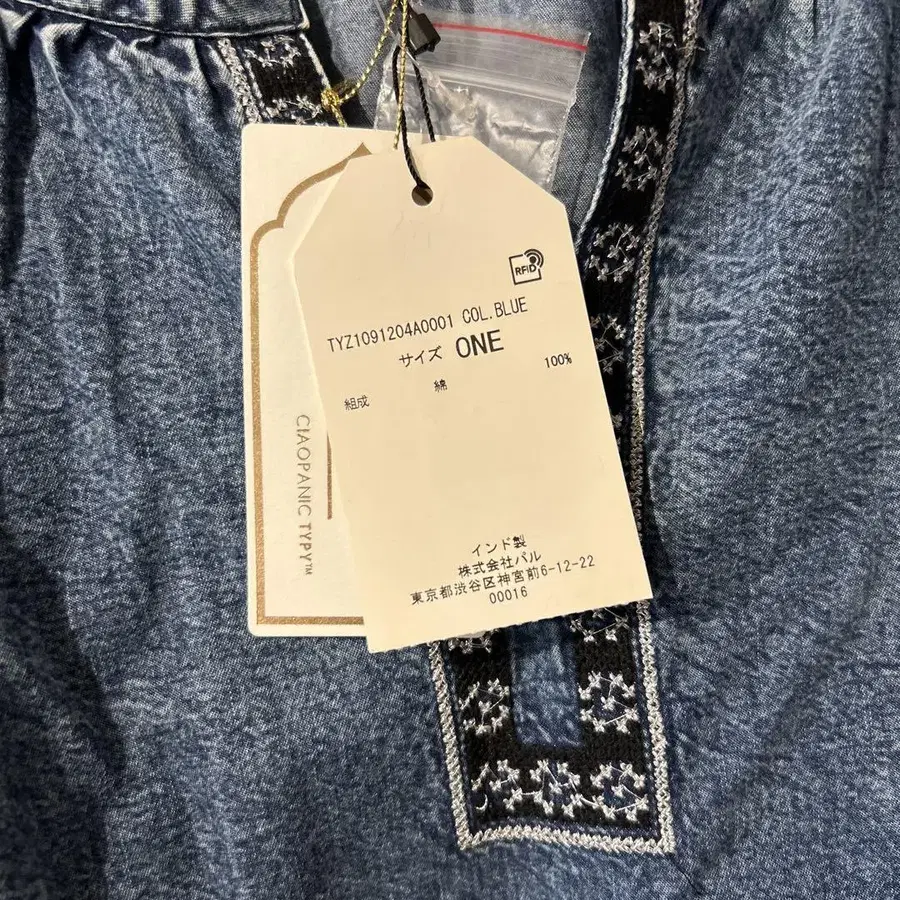 RFID
TYZ1091204A0001 COL.BLUE
サイズ ONE
組成 綿 100%
インド製
株式会社パル
東京都渋谷区神宮前6-12-22
00016
CIAOPANIC TYPY™